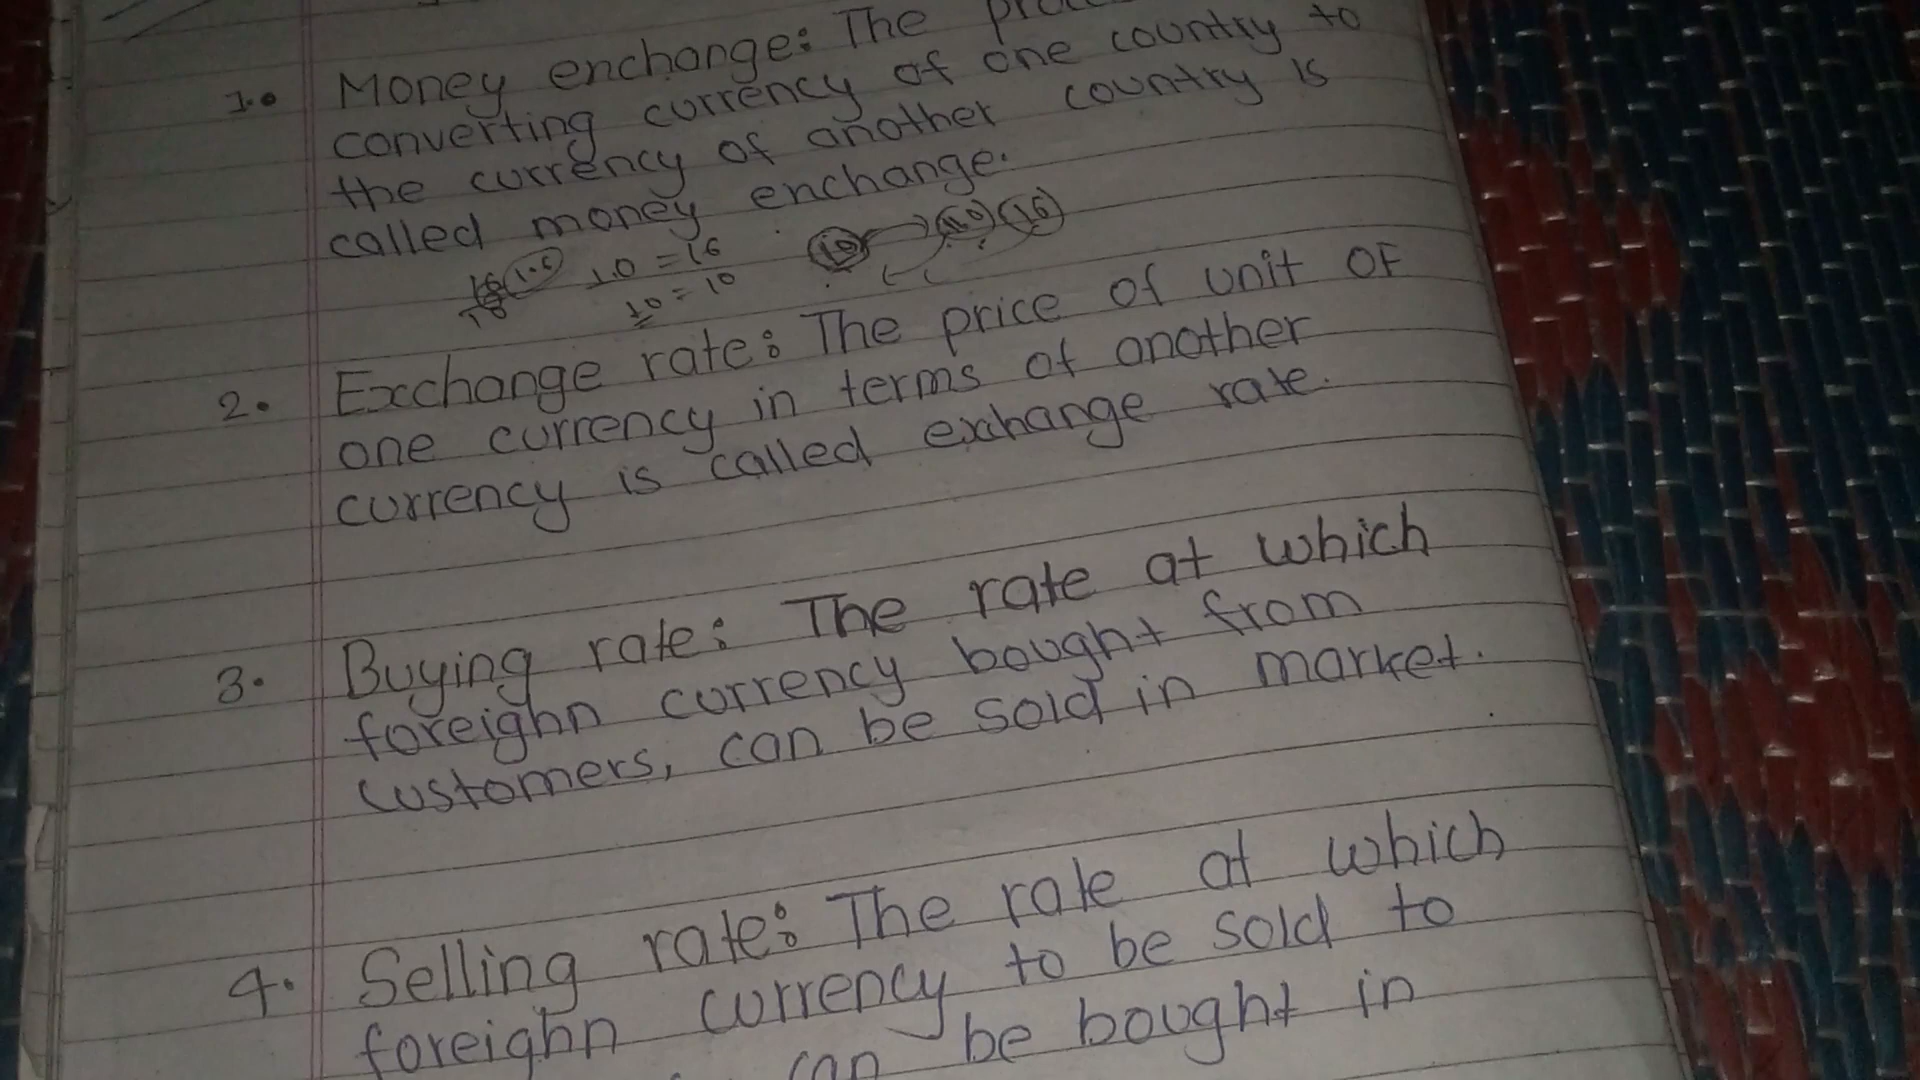 1. Money enchange: The
converting currency of one country to
the currency of another country is
called money enchange.
10 = 16
10 = 10
2. Exchange rate: The price of unit of
one currency in terms of another
currency is called exchange rate.
3. Buying rate: The rate at which
foreighn currency bought from
customers, can be sold in market.
4. Selling rate: The rate at which
foreighn currency to be sold to
can be bought in